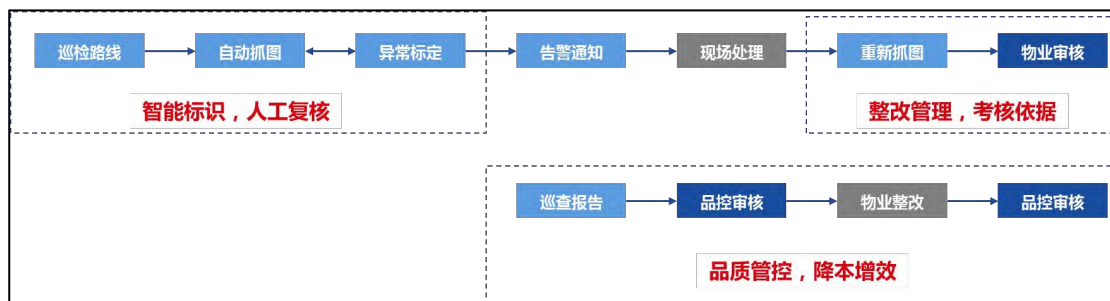 巡检路线
自动抓图
异常标定
告警通知
现场处理
重新抓图
物业审核
智能标识，人工复核
整改管理，考核依据
巡查报告
品控审核
物业整改
品控审核
品质管控，降本增效